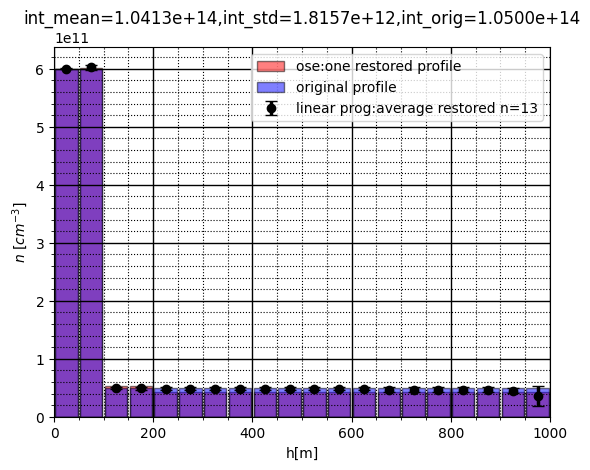 int_mean=1.0413e+14,int_std=1.8157e+12,int_orig=1.0500e+14
1e11
ose:one restored profile
original profile
linear prog:average restored n=13
6
5
4
3
2
1
0
n [cm⁻³]
0 200 400 600 800 1000
h[m]